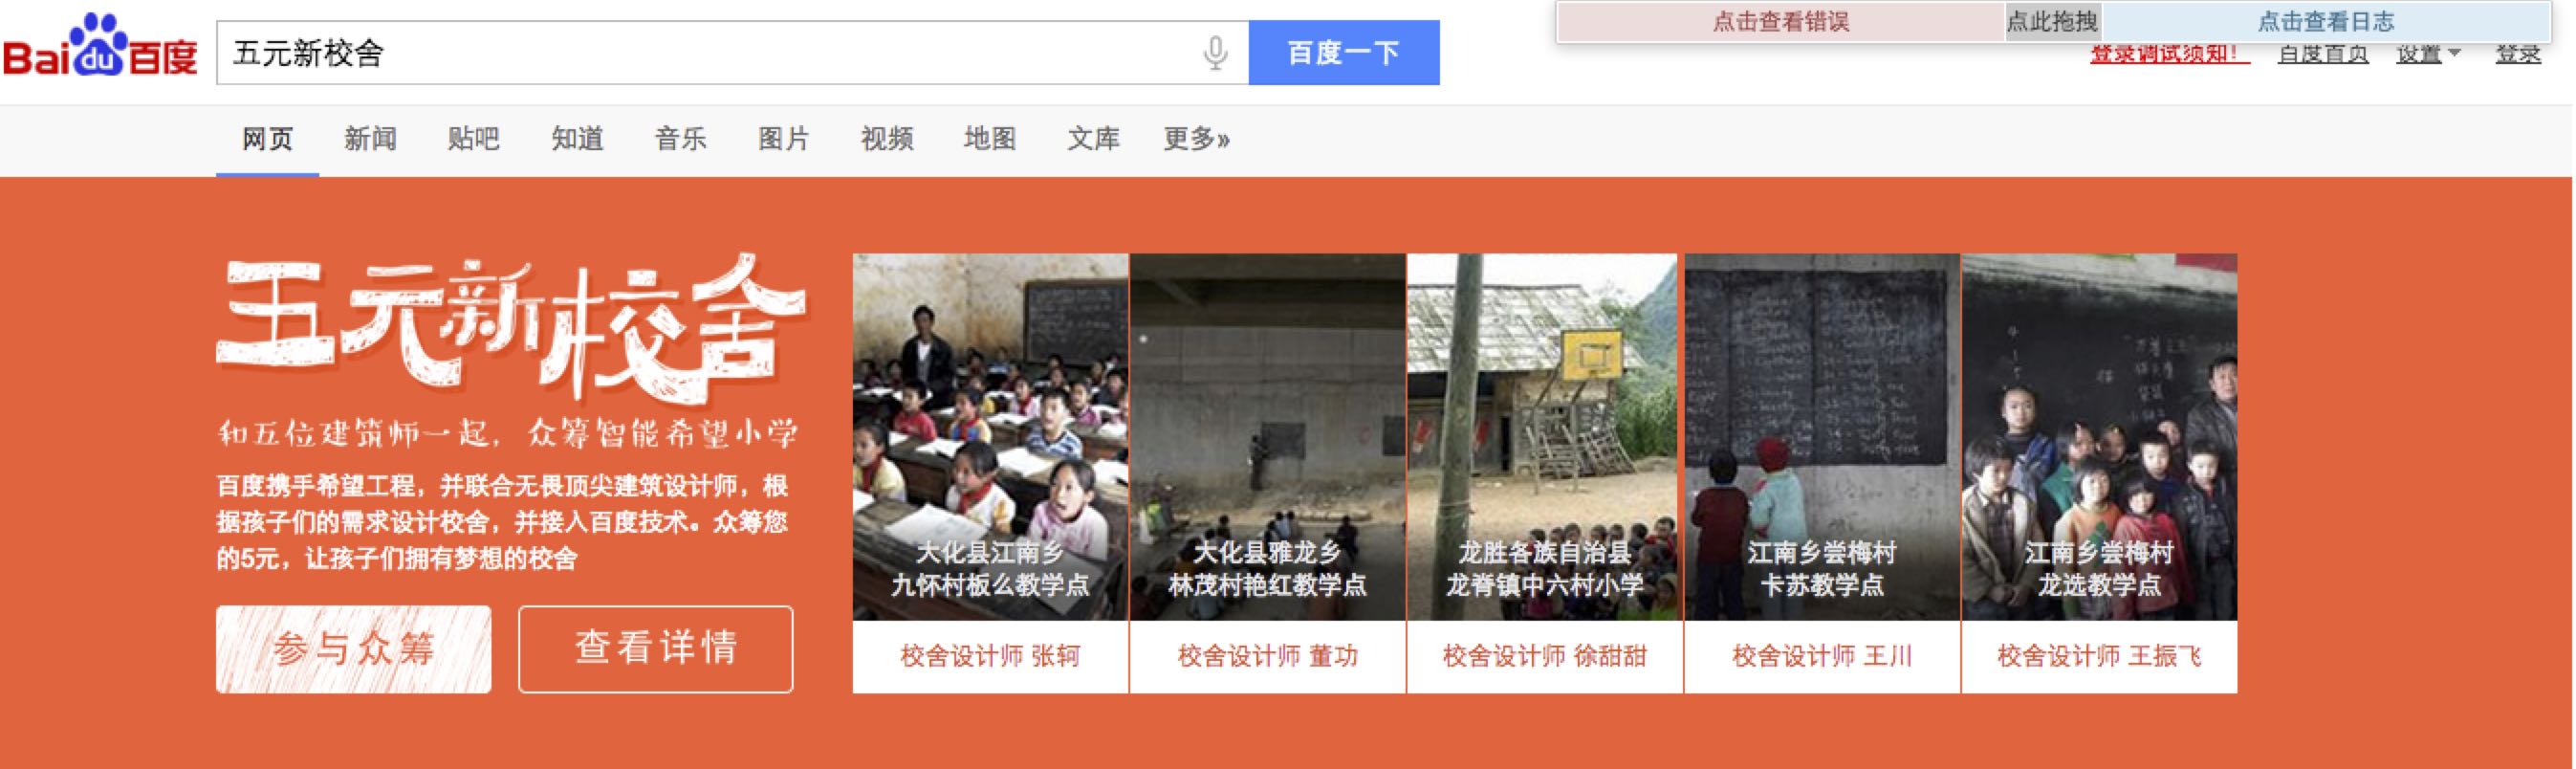 Baidu百度
五元新校舍
百度一下
点击查看错误
点此拖拽
点击查看日志
登录调试须知！
百度首页
设置
登录
网页
新闻
贴吧
知道
音乐
图片
视频
地图
文库
更多»
五元新校舍
和五位建筑师一起，众筹智能希望小学
百度携手希望工程，并联合无畏顶尖建筑设计师，根
据孩子们的需求设计校舍，并接入百度技术。众筹您
的5元，让孩子们拥有梦想的校舍
参与众筹
查看详情
大化县江南乡
九怀村板么教学点
校舍设计师 张轲
大化县雅龙乡
林茂村艳红教学点
校舍设计师 董功
龙胜各族自治县
龙脊镇中六村小学
校舍设计师 徐甜甜
江南乡尝梅村
卡苏教学点
校舍设计师 王川
江南乡尝梅村
龙选教学点
校舍设计师 王振飞